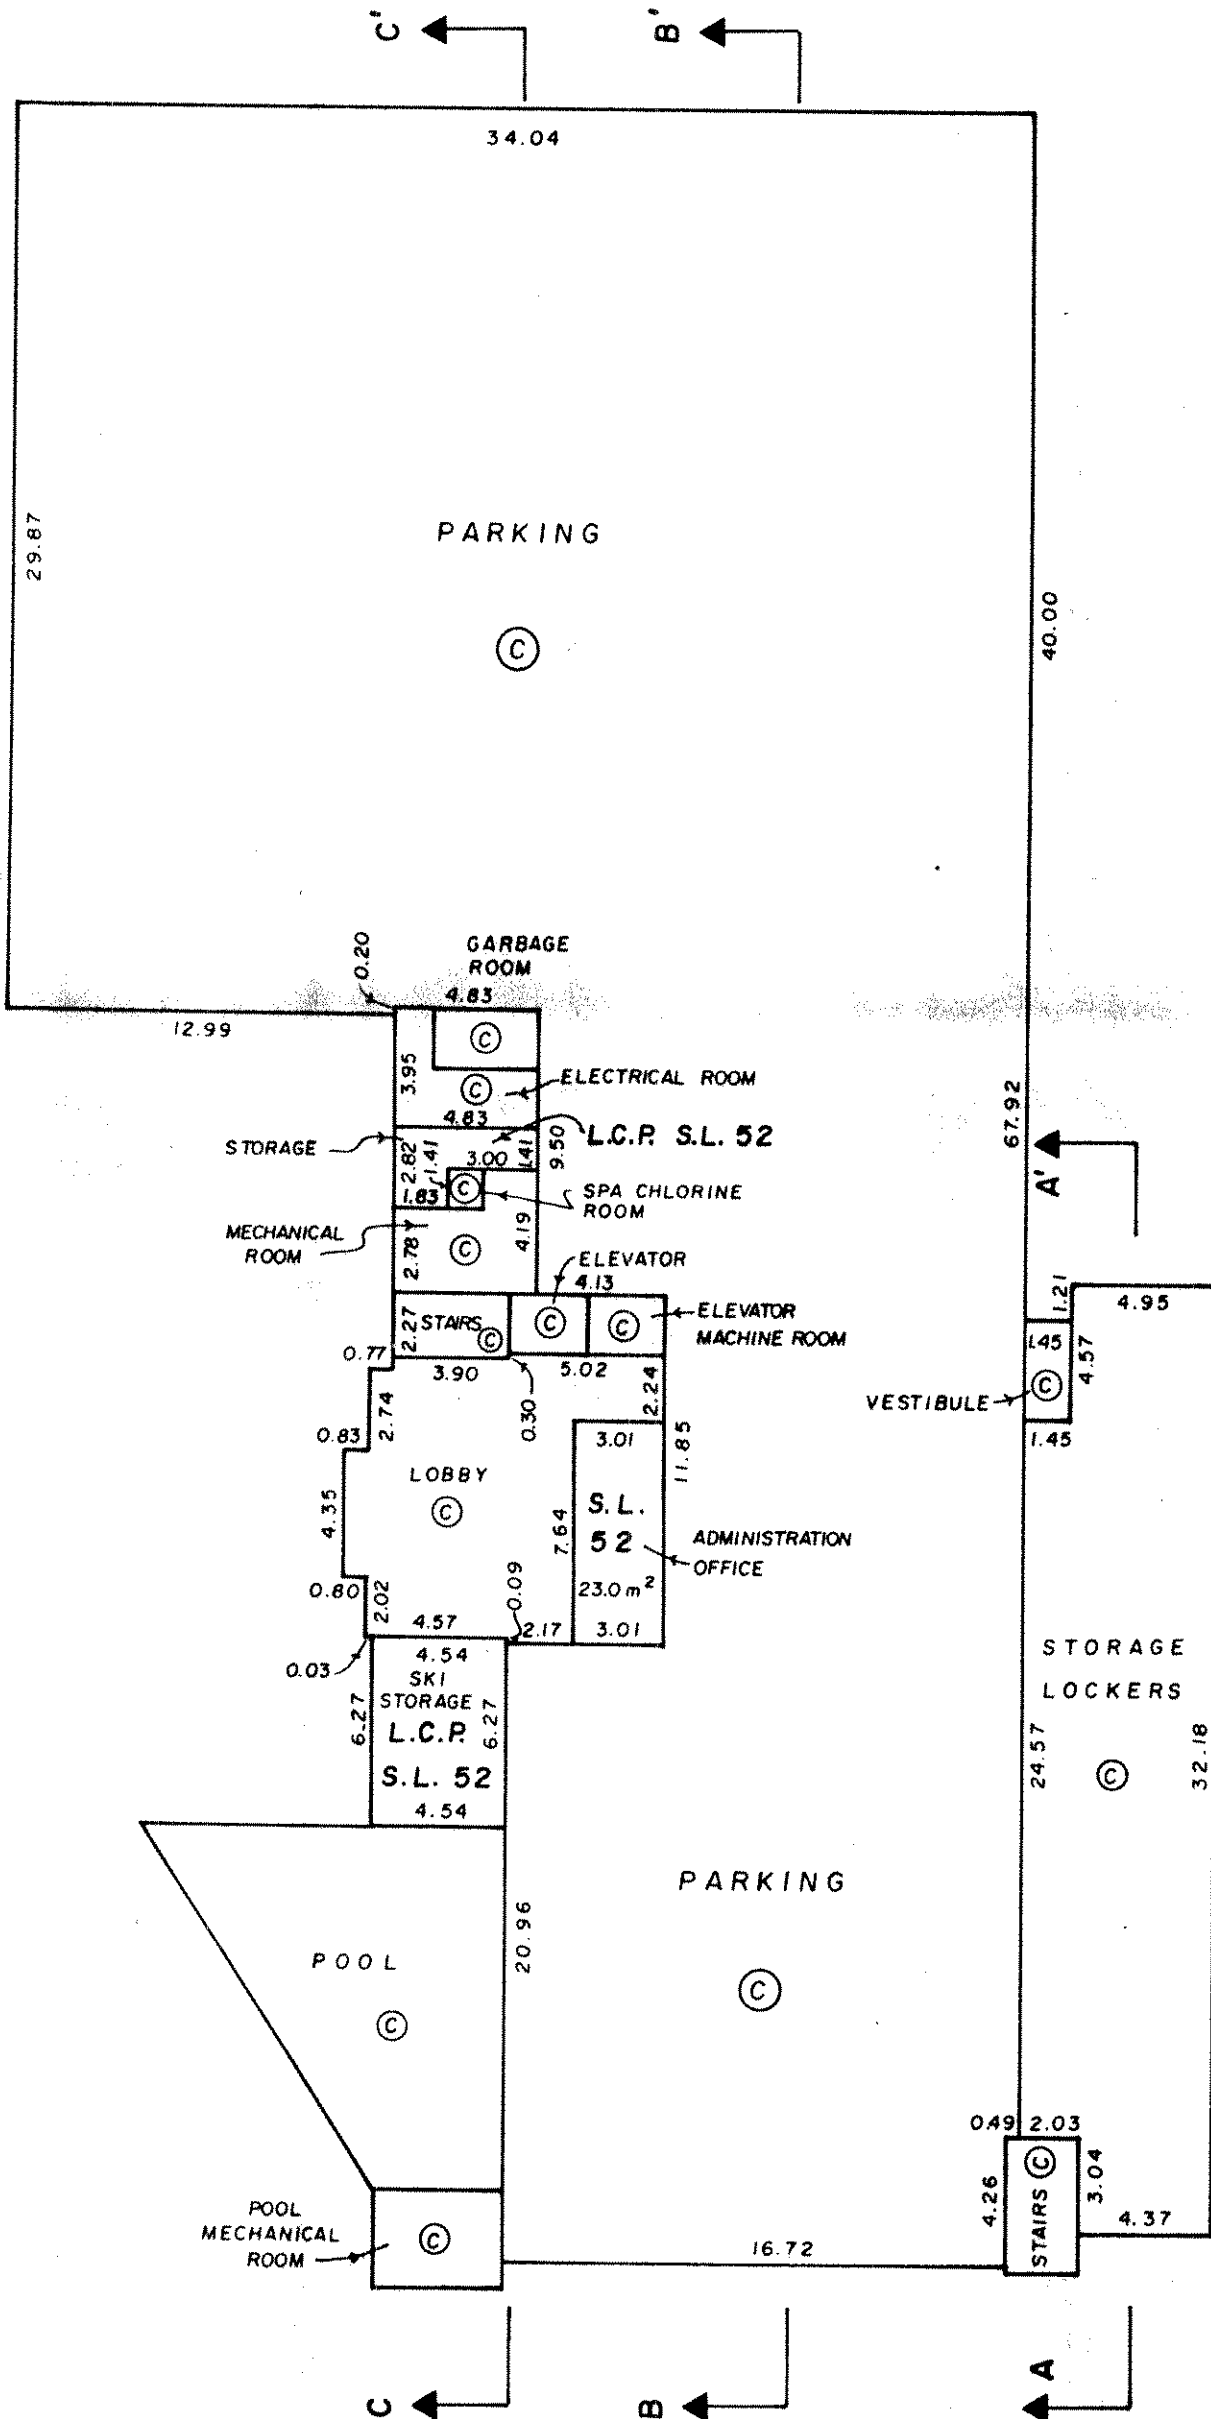 C'
B'
34.04
29.87
PARKING
C
40.00
0.20
GARBAGE
ROOM
4.83
12.99
C
3.95
C
ELECTRICAL ROOM
4.83
67.92
STORAGE
2.82
1.41
3.00
1.41
9.50
L.C.P. S.L. 52
A'
1.83
C
SPA CHLORINE
ROOM
MECHANICAL
ROOM
2.78
C
4.19
ELEVATOR
4.13
1.21
4.95
2.27
STAIRS
C
C
C
ELEVATOR
MACHINE ROOM
1.45
4.57
0.77
3.90
0.30
5.02
2.24
C
VESTIBULE
2.74
0.83
3.01
11.85
1.45
LOBBY
C
4.35
7.64
S.L.
52
ADMINISTRATION
OFFICE
23.0 m²
0.80
2.02
0.09
4.57
2.17
3.01
0.03
4.54
SKI
STORAGE
L.C.P.
S.L. 52
6.27
6.27
4.54
STORAGE
LOCKERS
C
24.57
32.18
PARKING
C
20.96
POOL
C
0.49
2.03
4.26
STAIRS C
3.04
4.37
POOL
MECHANICAL
ROOM
C
16.72
C
B
A